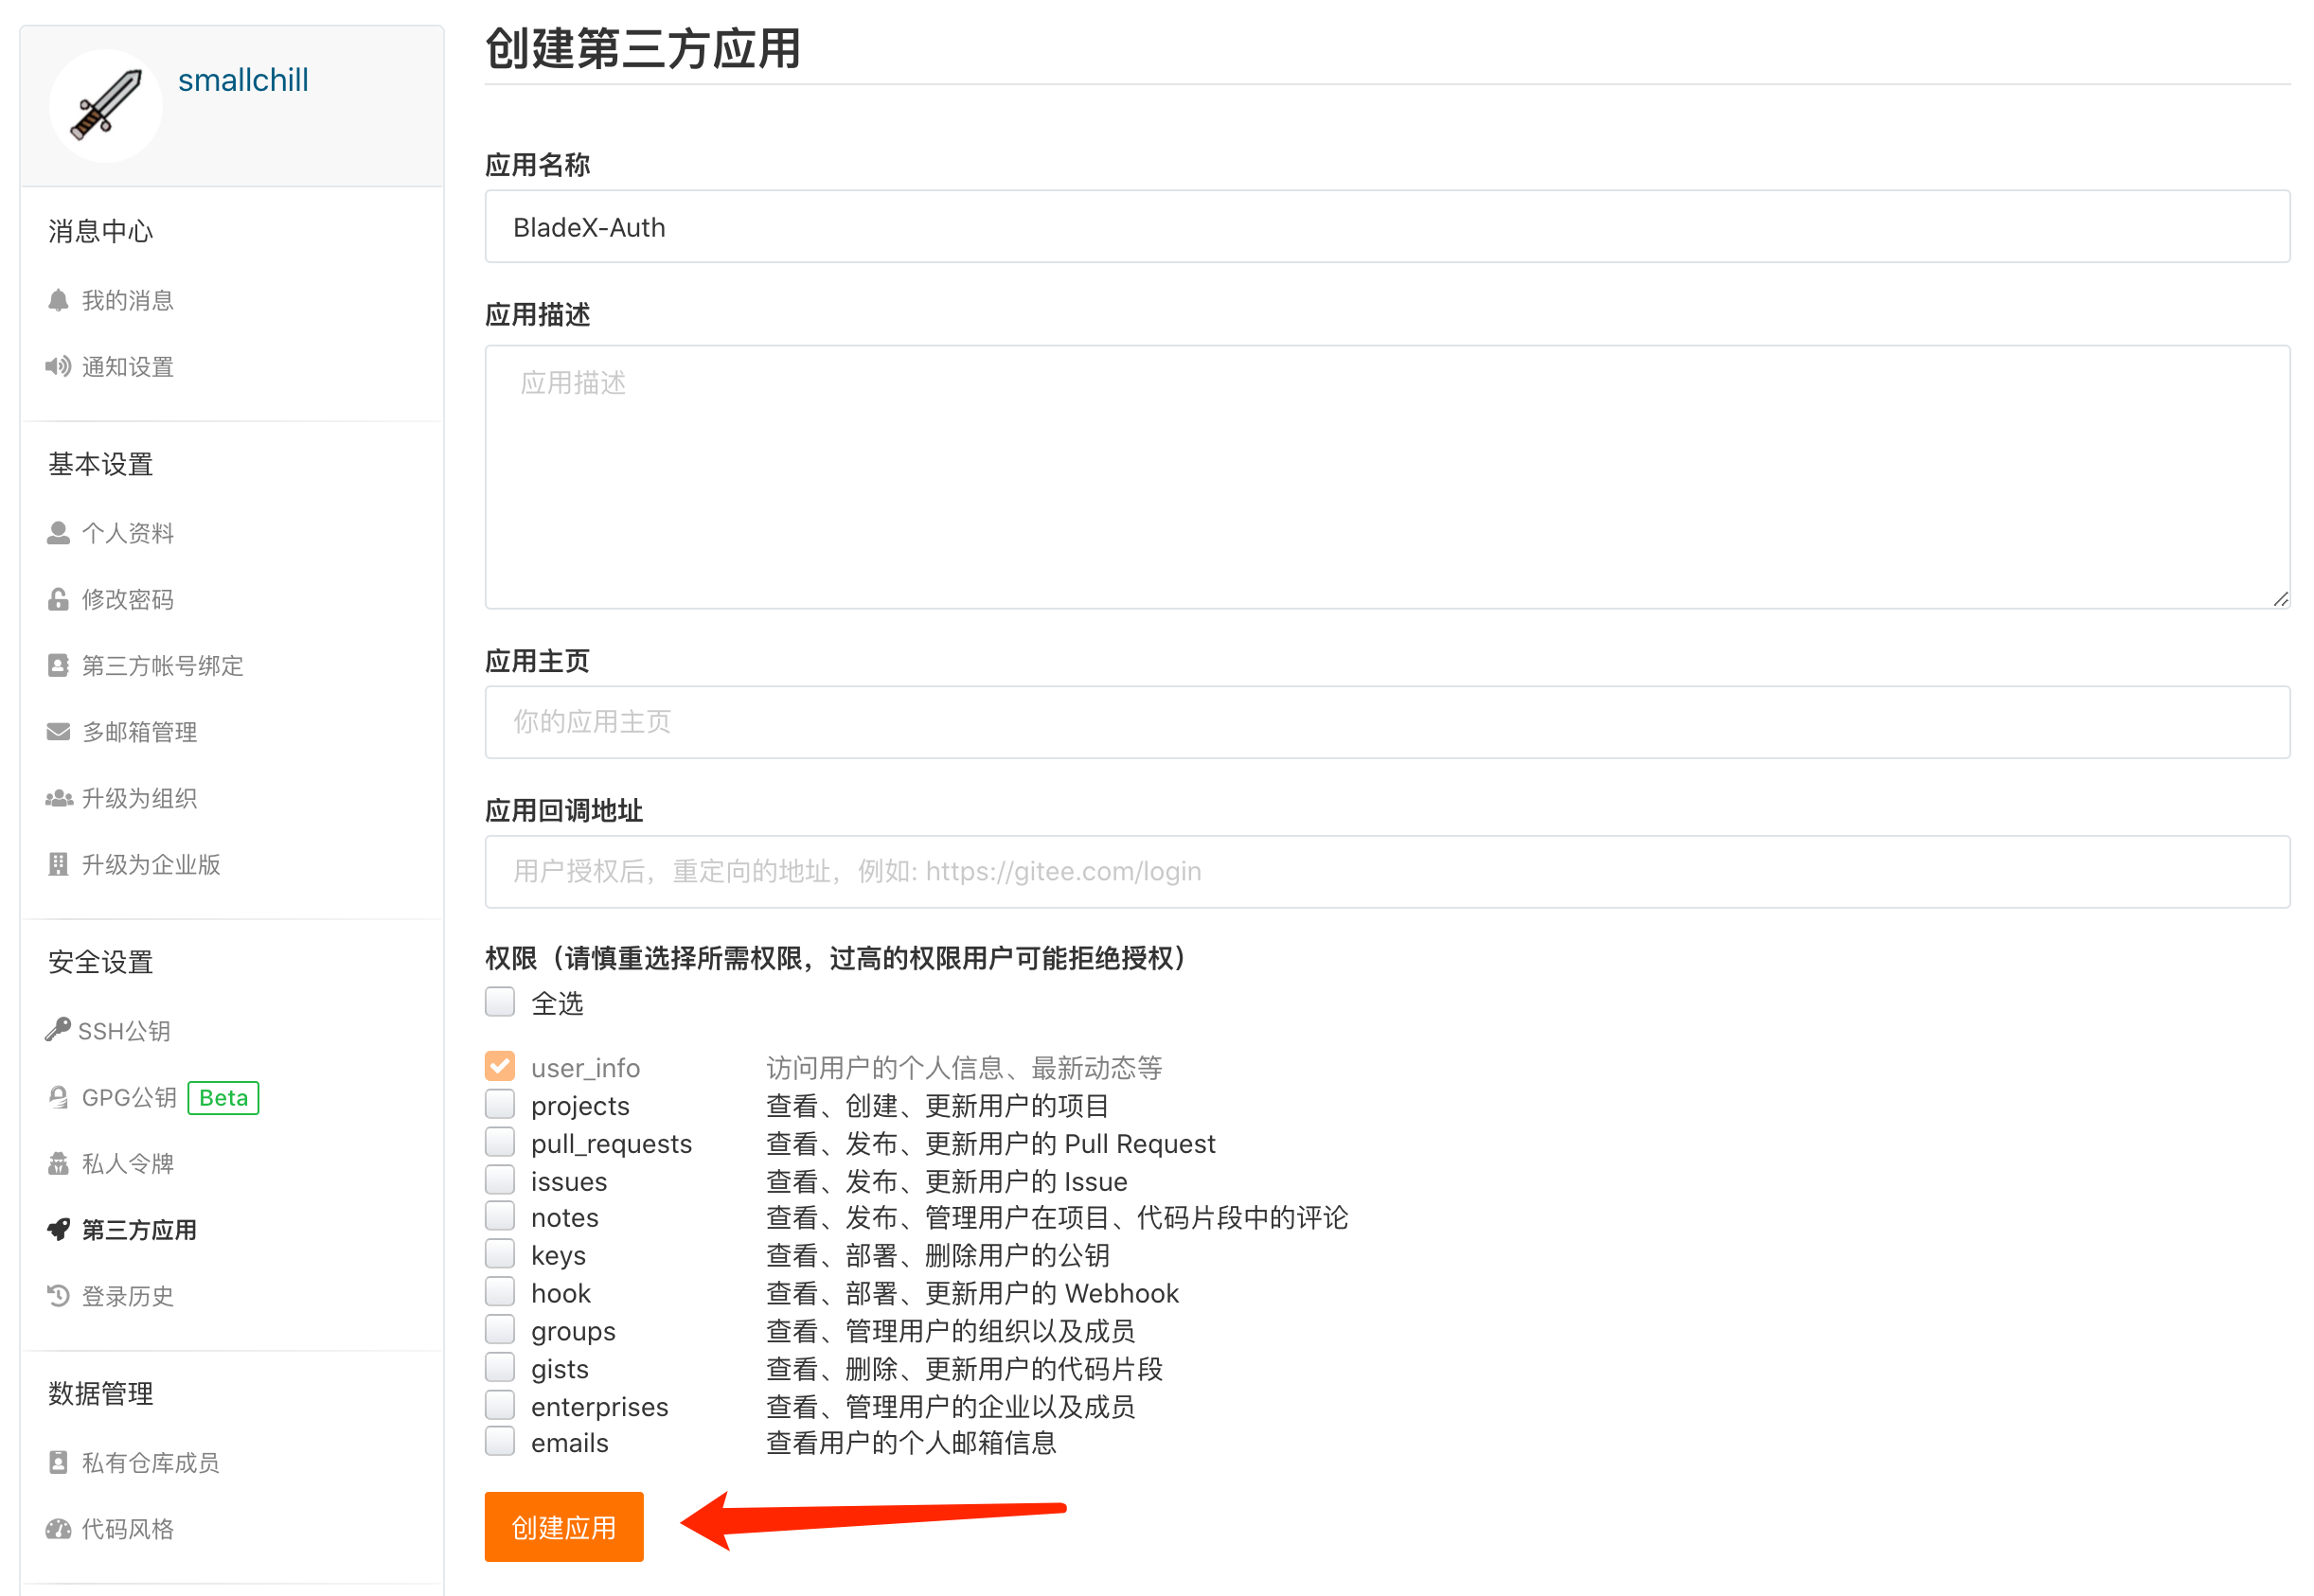 smallchill
消息中心
我的消息
通知设置
基本设置
个人资料
修改密码
第三方帐号绑定
多邮箱管理
升级为组织
升级为企业版
安全设置
SSH公钥
GPG公钥 Beta
私人令牌
第三方应用
登录历史
数据管理
私有仓库成员
代码风格
创建第三方应用
应用名称
BladeX-Auth
应用描述
应用描述
应用主页
你的应用主页
应用回调地址
用户授权后，重定向的地址，例如: https://gitee.com/login
权限（请慎重选择所需权限，过高的权限用户可能拒绝授权）
全选
user_info 访问用户的个人信息、最新动态等
projects 查看、创建、更新用户的项目
pull_requests 查看、发布、更新用户的 Pull Request
issues 查看、发布、更新用户的 Issue
notes 查看、发布、管理用户在项目、代码片段中的评论
keys 查看、部署、删除用户的公钥
hook 查看、部署、更新用户的 Webhook
groups 查看、管理用户的组织以及成员
gists 查看、删除、更新用户的代码片段
enterprises 查看、管理用户的企业以及成员
emails 查看用户的个人邮箱信息
创建应用